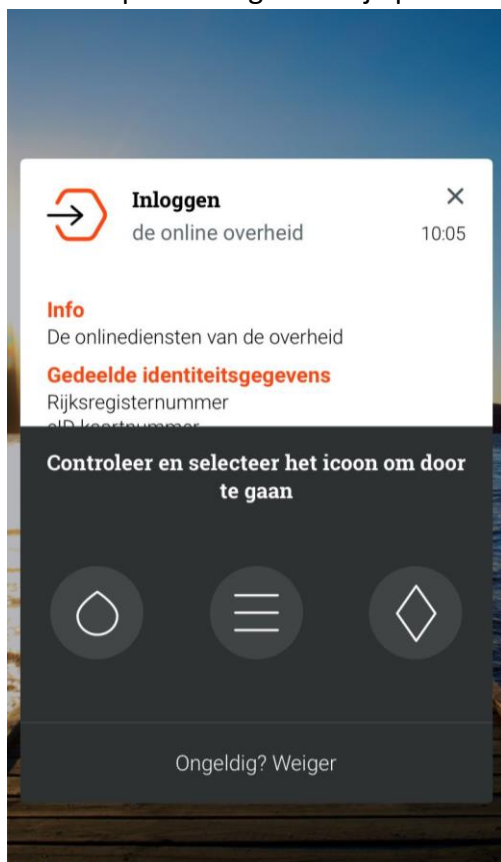 Inloggen
de online overheid
10:05
Info
De onlinediensten van de overheid
Gedeelde identiteitsgegevens
Rijksregisternummer
Controleer en selecteer het icoon om door
te gaan
Ongeldig? Weiger